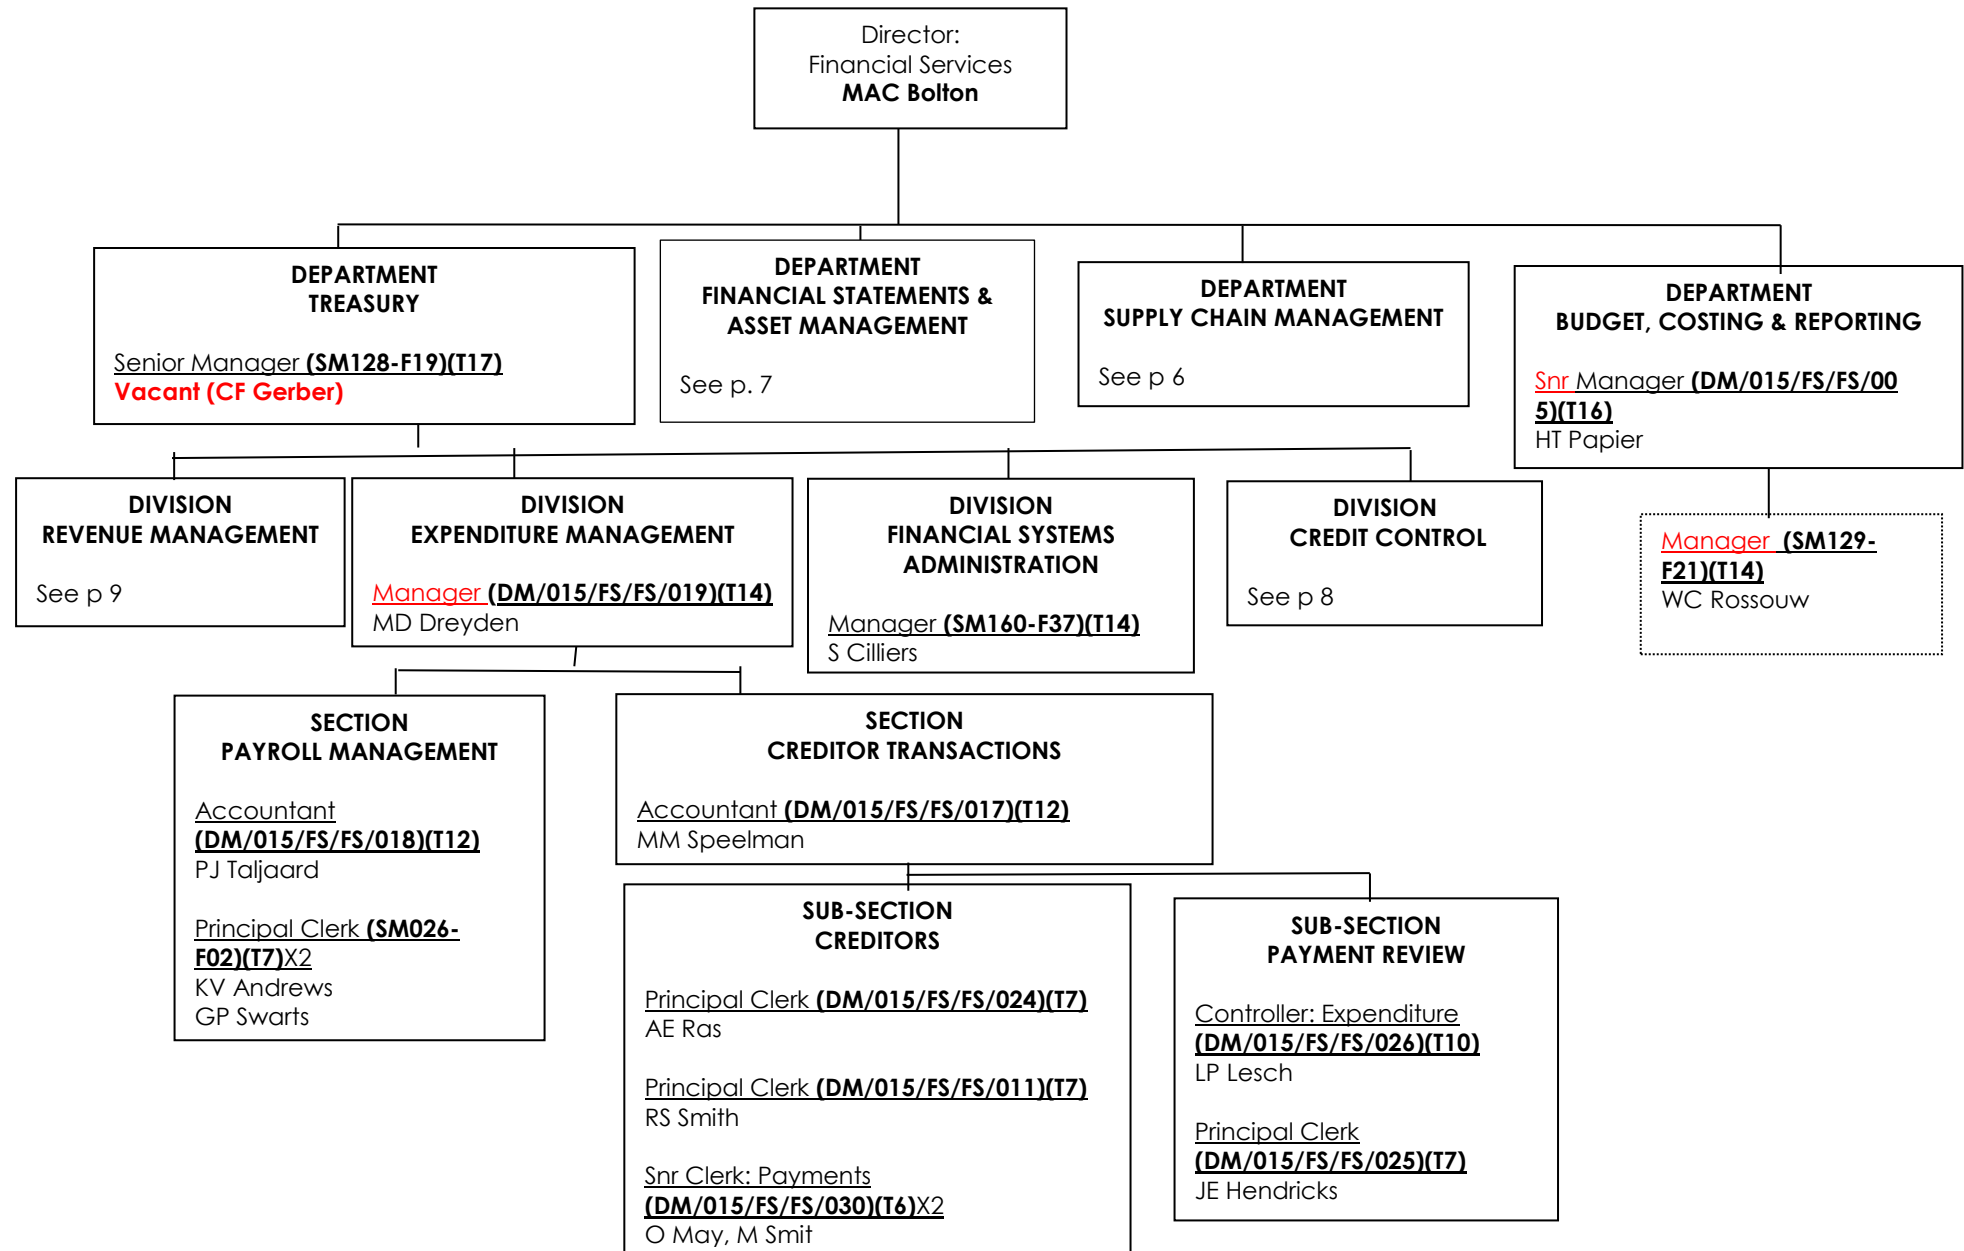 Director:
Financial Services
MAC Bolton
DEPARTMENT
TREASURY
Senior Manager (SM128-F19)(T17)
Vacant (CF Gerber)
DEPARTMENT
FINANCIAL STATEMENTS &
ASSET MANAGEMENT
See p. 7
DEPARTMENT
SUPPLY CHAIN MANAGEMENT
See p 6
DEPARTMENT
BUDGET, COSTING & REPORTING
Snr Manager (DM/015/FS/FS/00
5)(T16)
HT Papier
DIVISION
REVENUE MANAGEMENT
See p 9
DIVISION
EXPENDITURE MANAGEMENT
Manager (DM/015/FS/FS/019)(T14)
MD Dreyden
DIVISION
FINANCIAL SYSTEMS
ADMINISTRATION
Manager (SM160-F37)(T14)
S Cilliers
DIVISION
CREDIT CONTROL
See p 8
Manager (SM129-
F21)(T14)
WC Rossouw
SECTION
PAYROLL MANAGEMENT
Accountant
(DM/015/FS/FS/018)(T12)
PJ Taljaard
Principal Clerk (SM026-
F02)(T7)X2
KV Andrews
GP Swarts
SECTION
CREDITOR TRANSACTIONS
Accountant (DM/015/FS/FS/017)(T12)
MM Speelman
SUB-SECTION
CREDITORS
Principal Clerk (DM/015/FS/FS/024)(T7)
AE Ras
Principal Clerk (DM/015/FS/FS/011)(T7)
RS Smith
Snr Clerk: Payments
(DM/015/FS/FS/030)(T6)X2
O May, M Smit
SUB-SECTION
PAYMENT REVIEW
Controller: Expenditure
(DM/015/FS/FS/026)(T10)
LP Lesch
Principal Clerk
(DM/015/FS/FS/025)(T7)
JE Hendricks